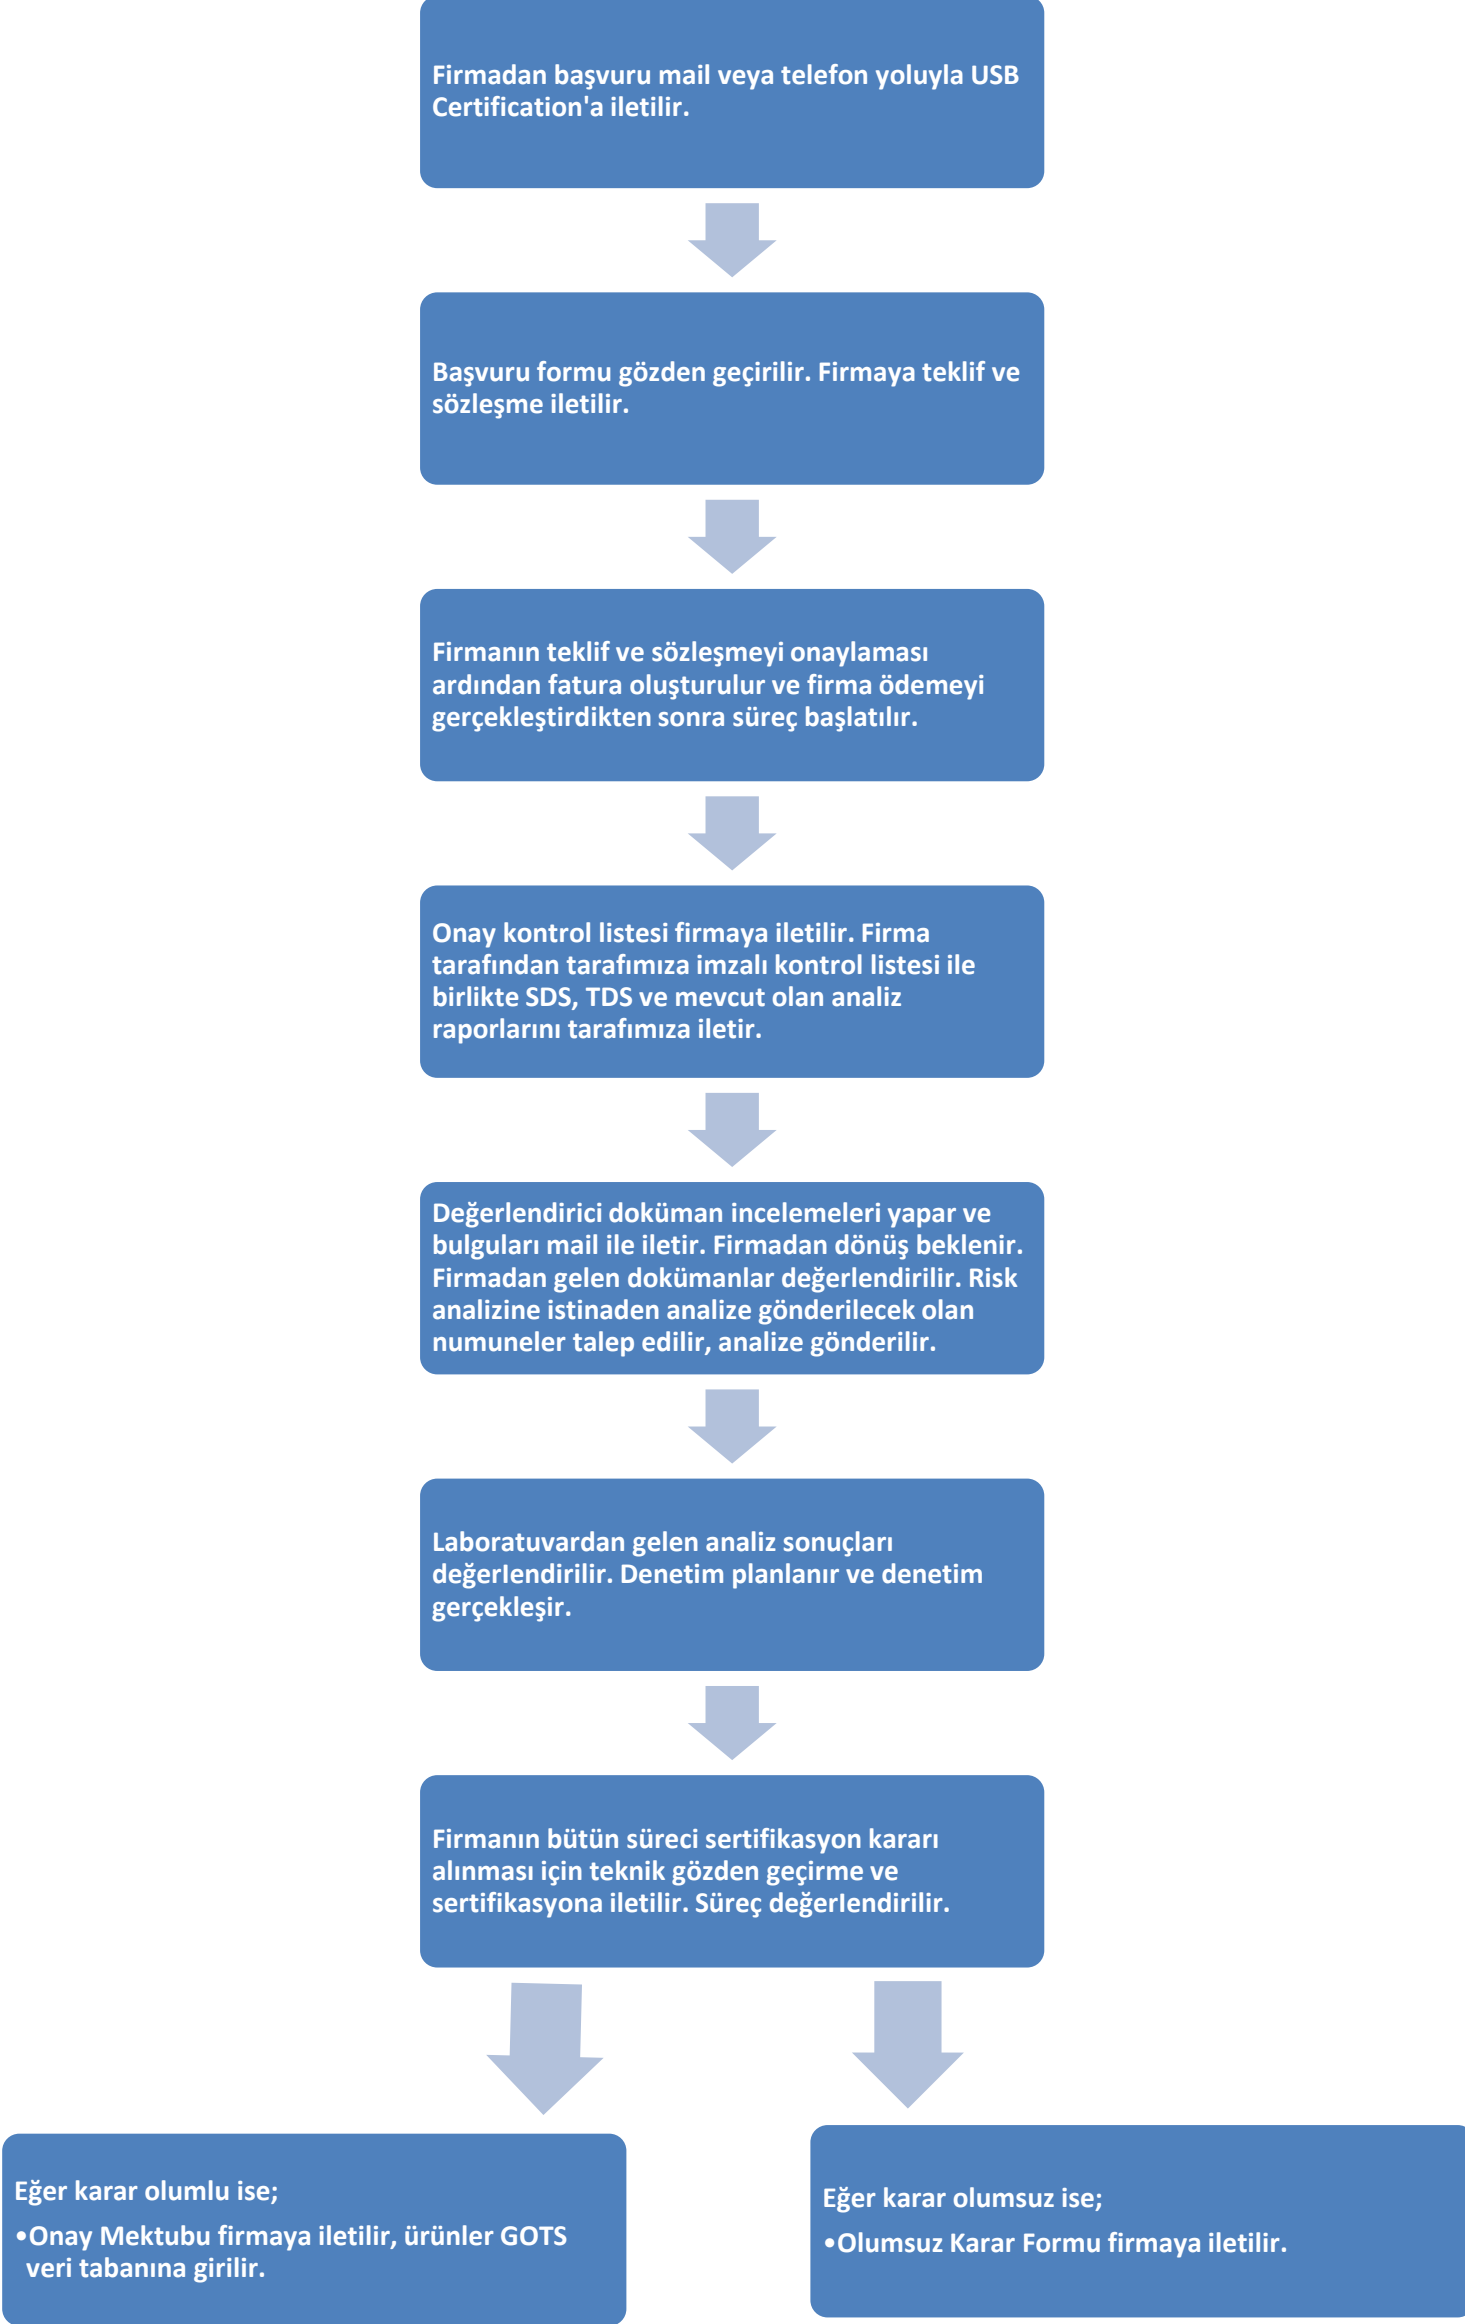 Firmadan başvuru mail veya telefon yoluyla USB
Certification'a iletilir.
Başvuru formu gözden geçirilir. Firmaya teklif ve
sözleşme iletilir.
Firmanın teklif ve sözleşmeyi onaylaması
ardından fatura oluşturulur ve firma ödemeyi
gerçekleştirdikten sonra süreç başlatılır.
Onay kontrol listesi firmaya iletilir. Firma
tarafından tarafımıza imzalı kontrol listesi ile
birlikte SDS, TDS ve mevcut olan analiz
raporlarını tarafımıza iletir.
Değerlendirici doküman incelemeleri yapar ve
bulguları mail ile iletir. Firmadan dönüş beklenir.
Firmadan gelen dokümanlar değerlendirilir. Risk
analizine istinaden analize gönderilecek olan
numuneler talep edilir, analize gönderilir.
Laboratuvardan gelen analiz sonuçları
değerlendirilir. Denetim planlanır ve denetim
gerçekleşir.
Firmanın bütün süreci sertifikasyon kararı
alınması için teknik gözden geçirme ve
sertifikasyona iletilir. Süreç değerlendirilir.
Eğer karar olumlu ise;
•Onay Mektubu firmaya iletilir, ürünler GOTS
veri tabanına girilir.
Eğer karar olumsuz ise;
•Olumsuz Karar Formu firmaya iletilir.